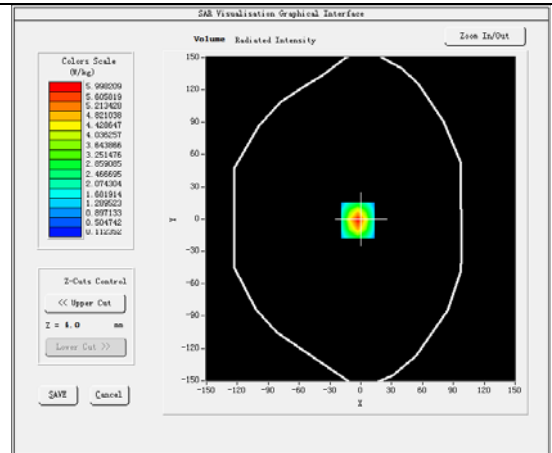 SAR Visualisation Graphical Interface
Volume Radiated Intensity
Zoom In/Out
Colors Scale
(W/kg)
5.998209
5.605819
5.213428
4.821038
4.428647
4.036257
3.643866
3.251476
2.859085
2.466695
2.074304
1.681914
1.289523
0.897133
0.504742
0.112352
Z-Cuts Control
<< Upper Cut
Z = 4.0 mm
Lower Cut >>
SAVE
Cancel
150
120
90
60
30
0
-30
-60
-90
-120
-150
Y
-150 -120 -90 -60 -30 0 30 60 90 120 150
X